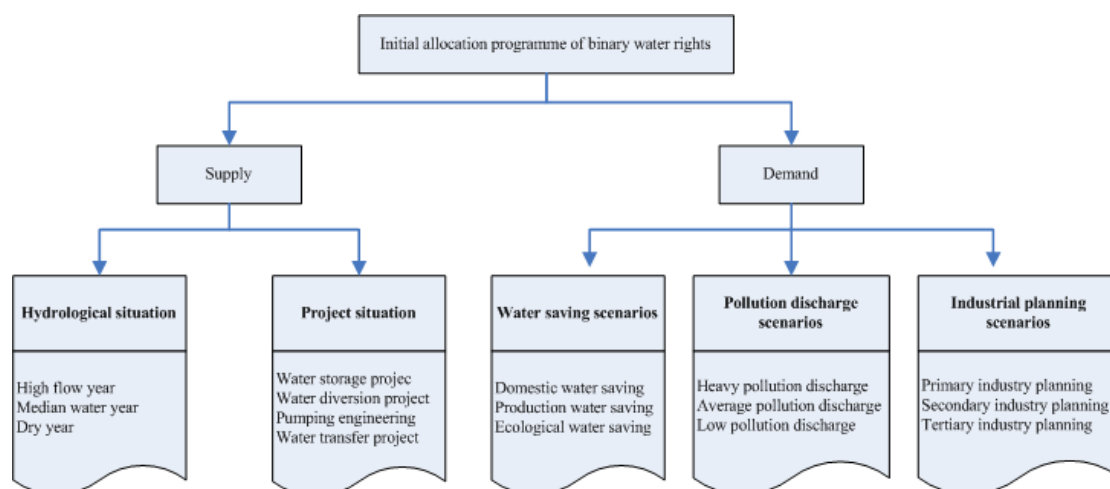 Initial allocation programme of binary water rights
Supply
Demand
Hydrological situation
High flow year
Median water year
Dry year
Project situation
Water storage projec
Water diversion project
Pumping engineering
Water transfer project
Water saving scenarios
Domestic water saving
Production water saving
Ecological water saving
Pollution discharge
scenarios
Heavy pollution discharge
Average pollution discharge
Low pollution discharge
Industrial planning
scenarios
Primary industry planning
Secondary industry planning
Tertiary industry planning